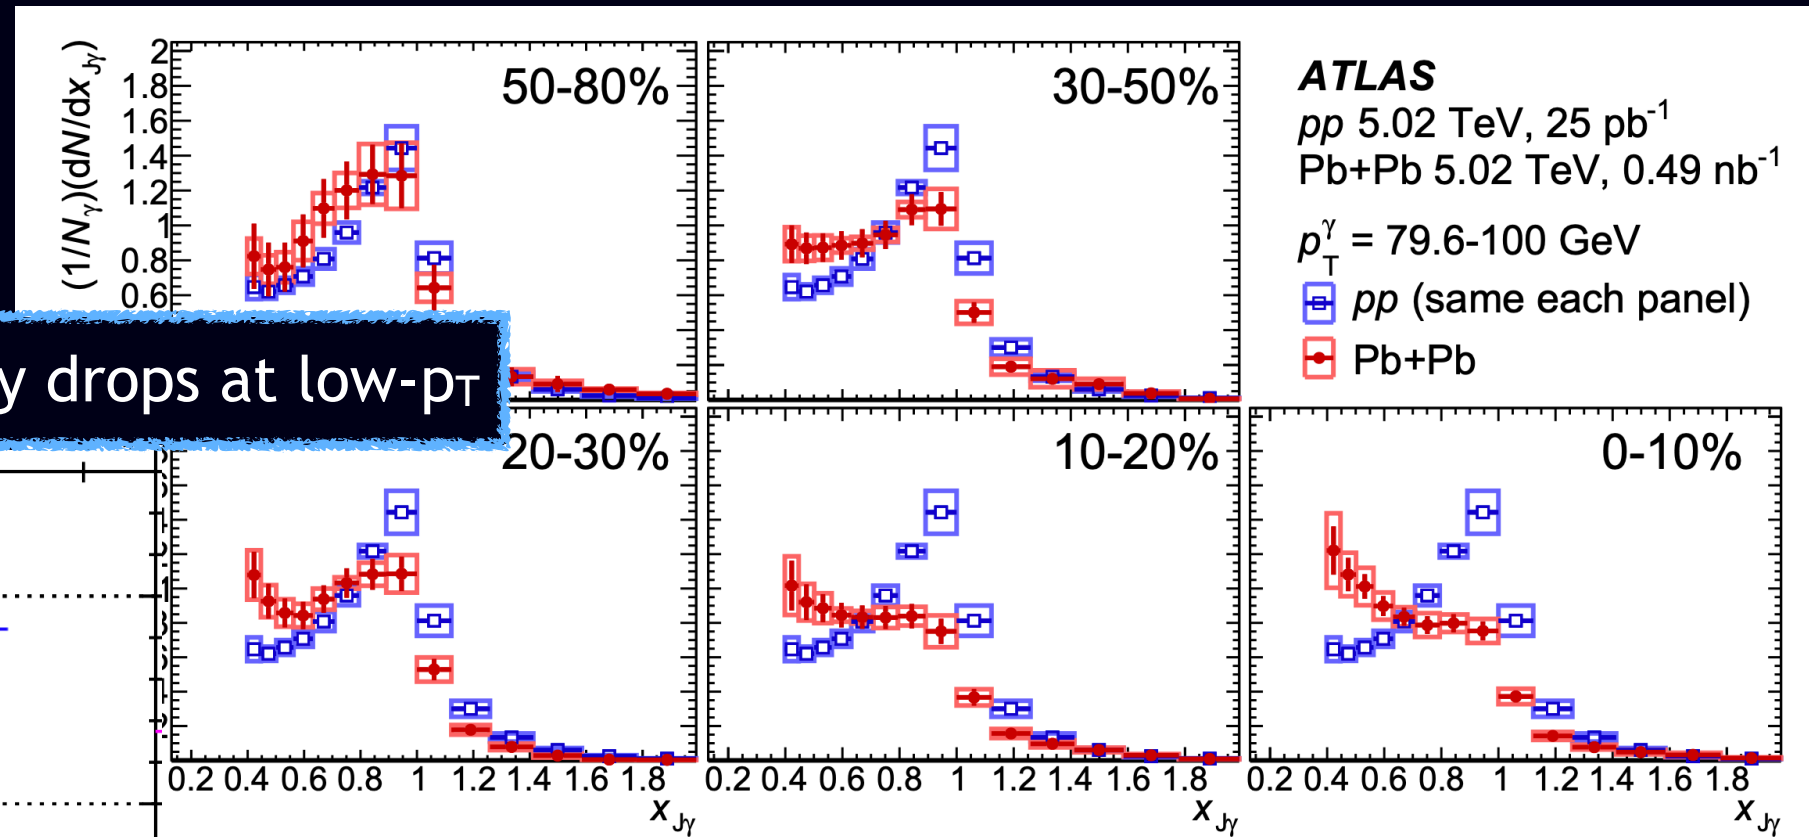 (1/Nγ)(dN/dxJγ)
2
1.8
1.6
1.4
1.2
1
0.8
0.6
50-80%
30-50%
ATLAS
pp 5.02 TeV, 25 pb⁻¹
Pb+Pb 5.02 TeV, 0.49 nb⁻¹
pTγ = 79.6-100 GeV
pp (same each panel)
Pb+Pb
y drops at low-pT
20-30%
10-20%
0-10%
0.2 0.4 0.6 0.8 1 1.2 1.4 1.6 1.8
0.2 0.4 0.6 0.8 1 1.2 1.4 1.6 1.8
0.2 0.4 0.6 0.8 1 1.2 1.4 1.6 1.8
xJγ
xJγ
xJγ